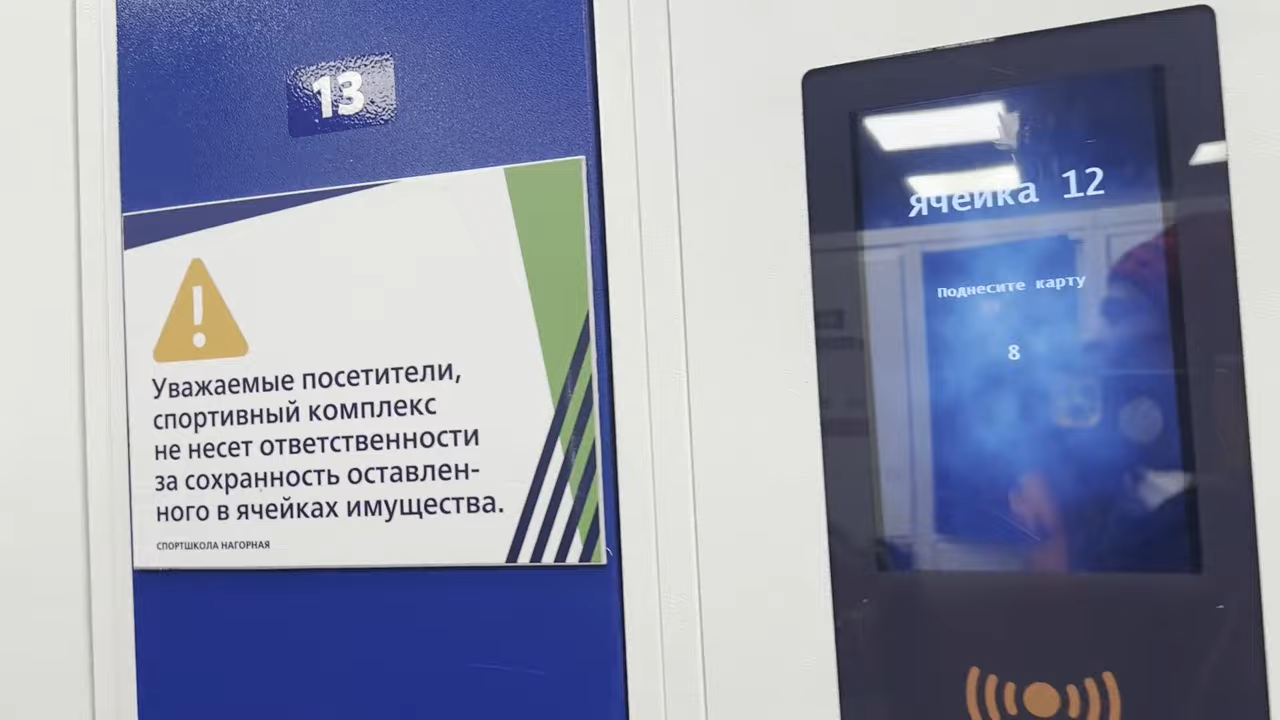 13
Уважаемые посетители,
спортивный комплекс
не несет ответственности
за сохранность оставлен-
ного в ячейках имущества.
СПОРТШКОЛА НАГОРНАЯ
ячейка 12
Поднесите карту
8